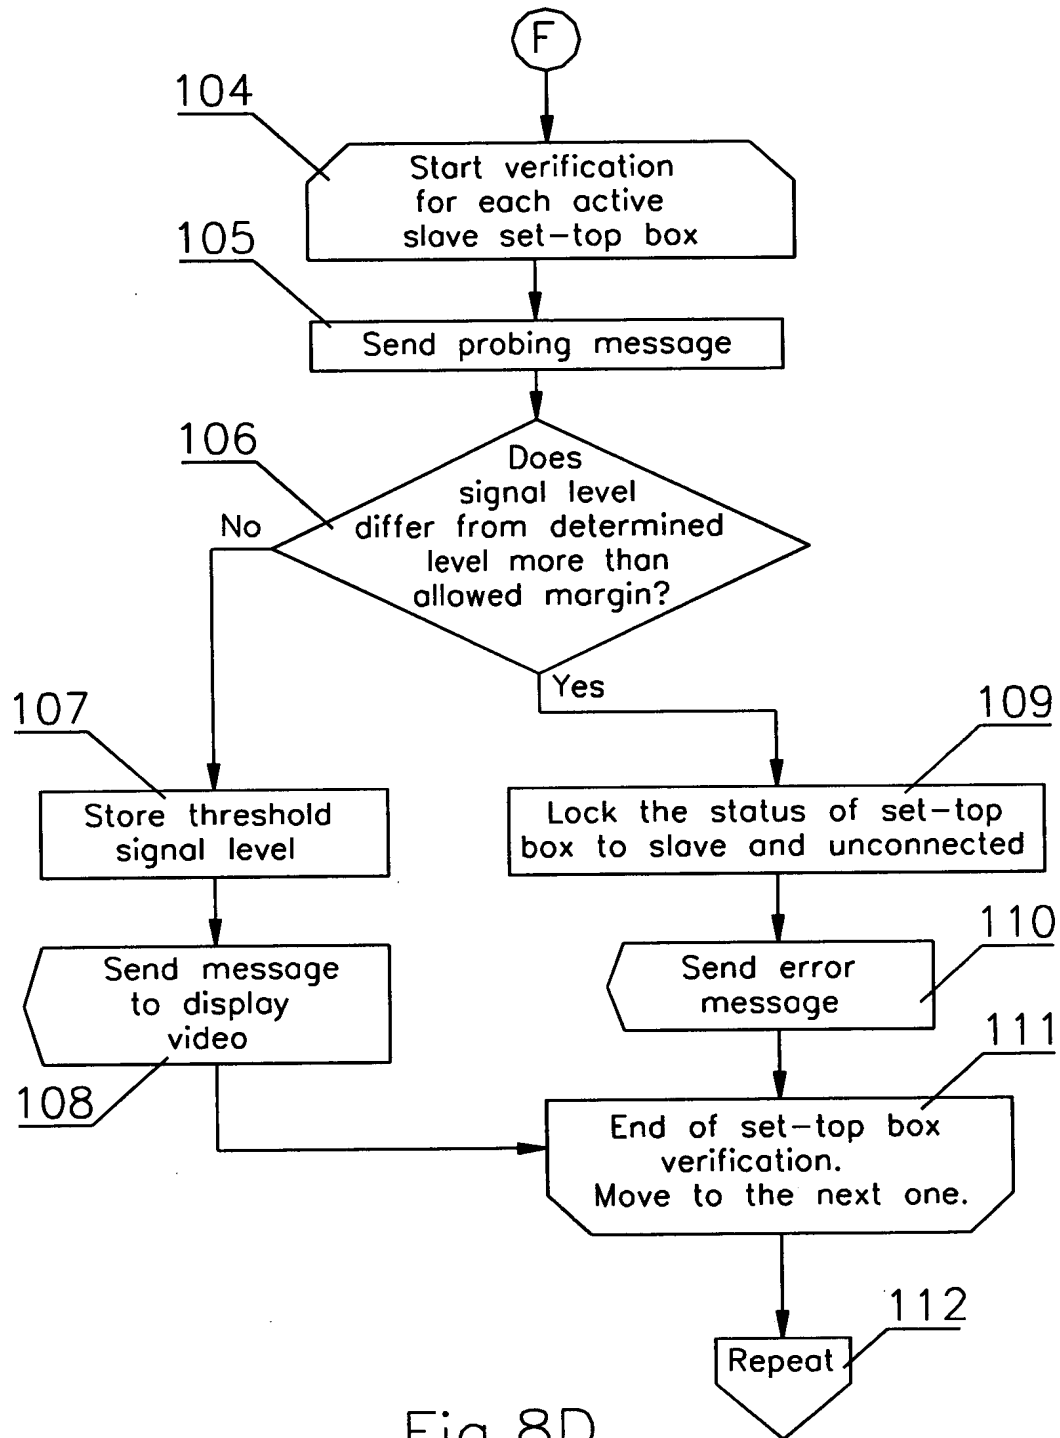 F
104
Start verification
for each active
slave set-top box
105
Send probing message
106
Does
signal level
differ from determined
level more than
allowed margin?
No
Yes
107
Store threshold
signal level
109
Lock the status of set-top
box to slave and unconnected
Send message
to display
video
108
110
Send error
message
111
End of set-top box
verification.
Move to the next one.
112
Repeat
Fig.8D